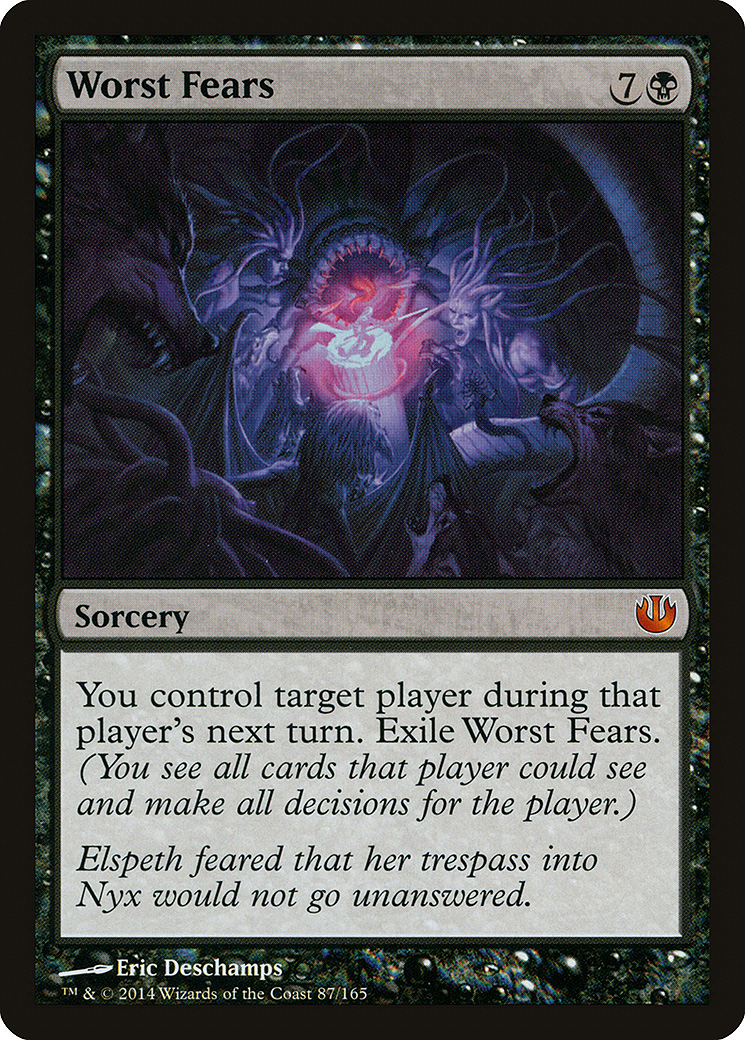 Worst Fears 7
Sorcery
You control target player during that
player's next turn. Exile Worst Fears.
(You see all cards that player could see
and make all decisions for the player.)
Elspeth feared that her trespass into
Nyx would not go unanswered.
Eric Deschamps
™ & © 2014 Wizards of the Coast 87/165